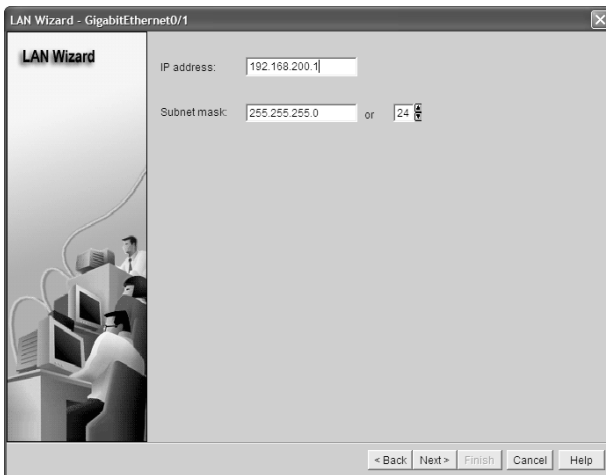 LAN Wizard - GigabitEthernet0/1
LAN Wizard
IP address: 192.168.200.1
Subnet mask: 255.255.255.0 or 24
< Back Next > Finish Cancel Help